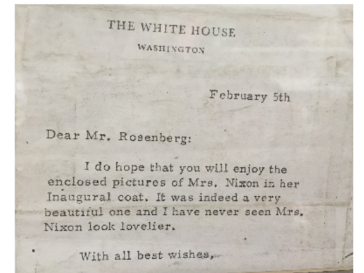 THE WHITE HOUSE
WASHINGTON
February 5th
Dear Mr. Rosenberg:
I do hope that you will enjoy the
enclosed pictures of Mrs. Nixon in her
Inaugural coat. It was indeed a very
beautiful one and I have never seen Mrs.
Nixon look lovelier.
With all best wishes,